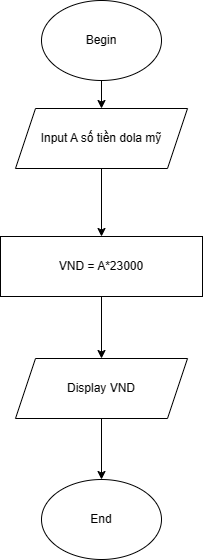 Begin
Input A số tiền dola mỹ
VND = A*23000
Display VND
End